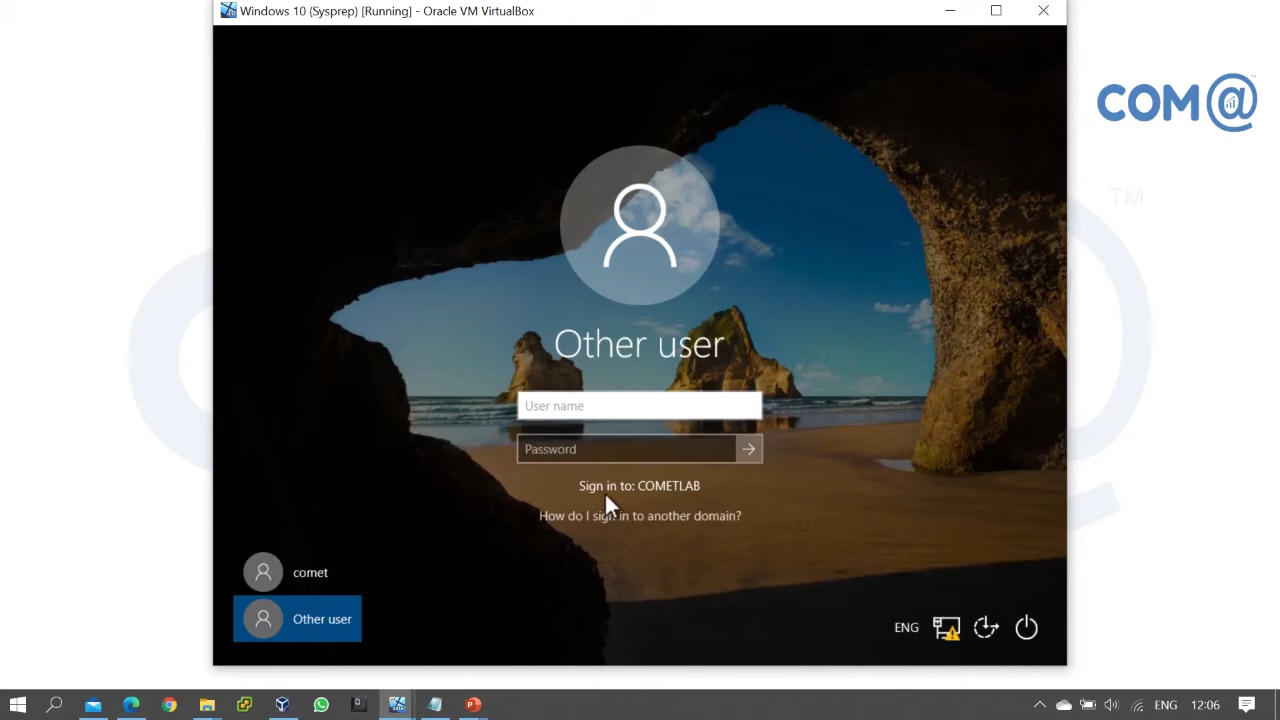 Windows 10 (Sysprep) [Running] - Oracle VM VirtualBox
COM@
TM
TM
Other user
User name
Password
Sign in to: COMETLAB
How do I sign in to another domain?
comet
Other user
ENG
ENG
12:06